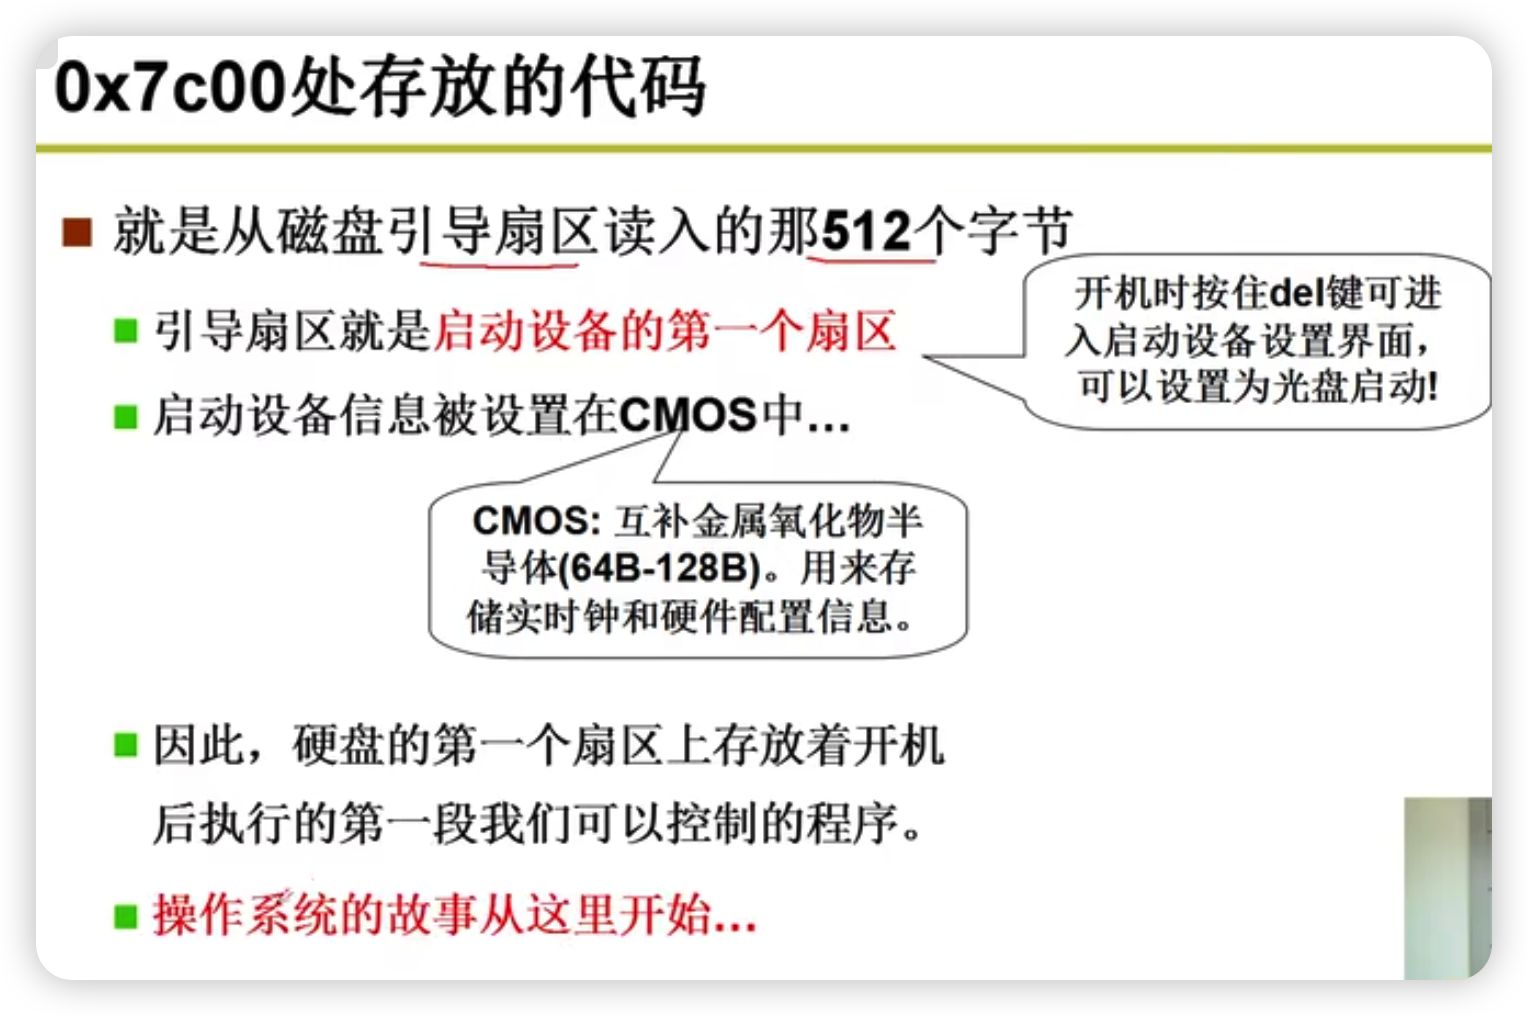 0x7c00处存放的代码
就是从磁盘引导扇区读入的那512个字节
引导扇区就是启动设备的第一个扇区
开机时按住del键可进
入启动设备设置界面，
可以设置为光盘启动!
启动设备信息被设置在CMOS中...
CMOS: 互补金属氧化物半
导体(64B-128B)。用来存
储实时钟和硬件配置信息。
因此，硬盘的第一个扇区上存放着开机
后执行的第一段我们可以控制的程序。
操作系统的故事从这里开始...